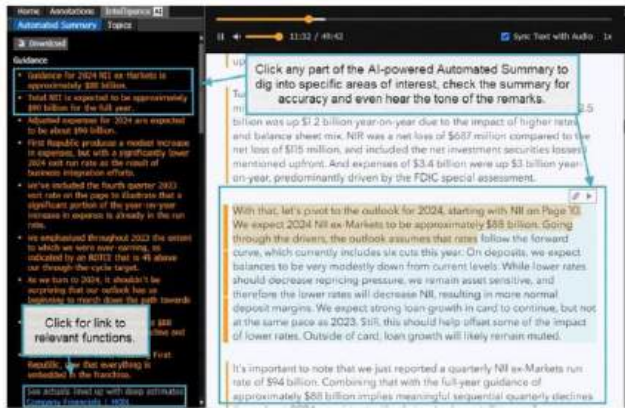 Home Annotations Intelligence AI
Automated Summary Topics
Download
Guidance
Guidance for 2024 NII ex-Markets is
approximately $88 billion.
Total NII is expected to be approximately
$90 billion for the full year.
Adjusted expenses for 2024 are expected
to be about $90 billion.
First Republic produces a modest increase
in expenses, but with a significantly lower
2024 exit run rate as the result of
business integration efforts.
We've included the fourth quarter 2023
exit rate on the page to illustrate that a
significant portion of the year-on-year
increase in expense is already in the run
rate.
We emphasized throughout 2023 the extent
to which we were over-earning, as
indicated by an ROTCE that is 4% above
our through-the-cycle target.
As we turn to 2024, it shouldn't be
surprising that our outlook has us
beginning to march down the path towards
Click for link to
relevant functions.
$88
First
Republic, that everything is
embedded in the franchise.
See actuals lined up with deep estimates
Company Financials | MODL
11:32 / 49:42
Sync Text with Audio 1x
Click any part of the AI-powered Automated Summary to
dig into specific areas of interest, check the summary for
accuracy and even hear the tone of the remarks.
billion was up $1.2 billion year-on-year due to the impact of higher rates
and balance sheet mix. NIR was a net loss of $687 million compared to the
net loss of $115 million, and included the net investment securities losses
mentioned upfront. And expenses of $3.4 billion were up $3 billion year-
on-year, predominantly driven by the FDIC special assessment.
With that, let's pivot to the outlook for 2024, starting with NII on Page 10.
We expect 2024 NII ex-Markets to be approximately $88 billion. Going
through the drivers, the outlook assumes that rates follow the forward
curve, which currently includes six cuts this year. On deposits, we expect
balances to be very modestly down from current levels. While lower rates
should decrease repricing pressure, we remain asset sensitive, and
therefore the lower rates will decrease NII, resulting in more normal
deposit margins. We expect strong loan growth in card to continue, but not
at the same pace as 2023. Still, this should help offset some of the impact
of lower rates. Outside of card, loan growth will likely remain muted.
It's important to note that we just reported a quarterly NII ex-Markets run
rate of $94 billion. Combining that with the full-year guidance of
approximately $88 billion implies meaningful sequential quarterly declines